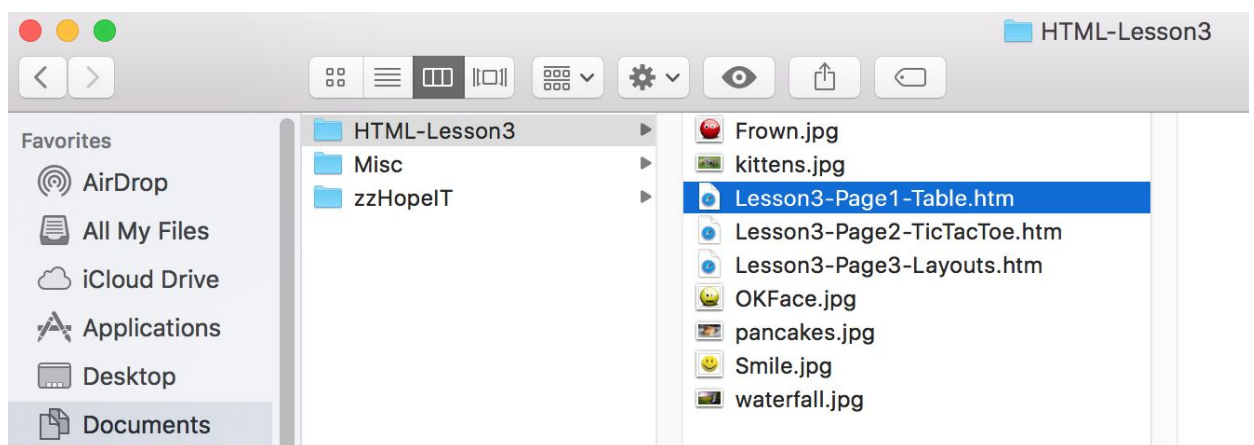 HTML-Lesson3
Favorites
AirDrop
All My Files
iCloud Drive
Applications
Desktop
Documents
HTML-Lesson3
Misc
zzHopeIT
Frown.jpg
kittens.jpg
Lesson3-Page1-Table.htm
Lesson3-Page2-TicTacToe.htm
Lesson3-Page3-Layouts.htm
OKFace.jpg
pancakes.jpg
Smile.jpg
waterfall.jpg